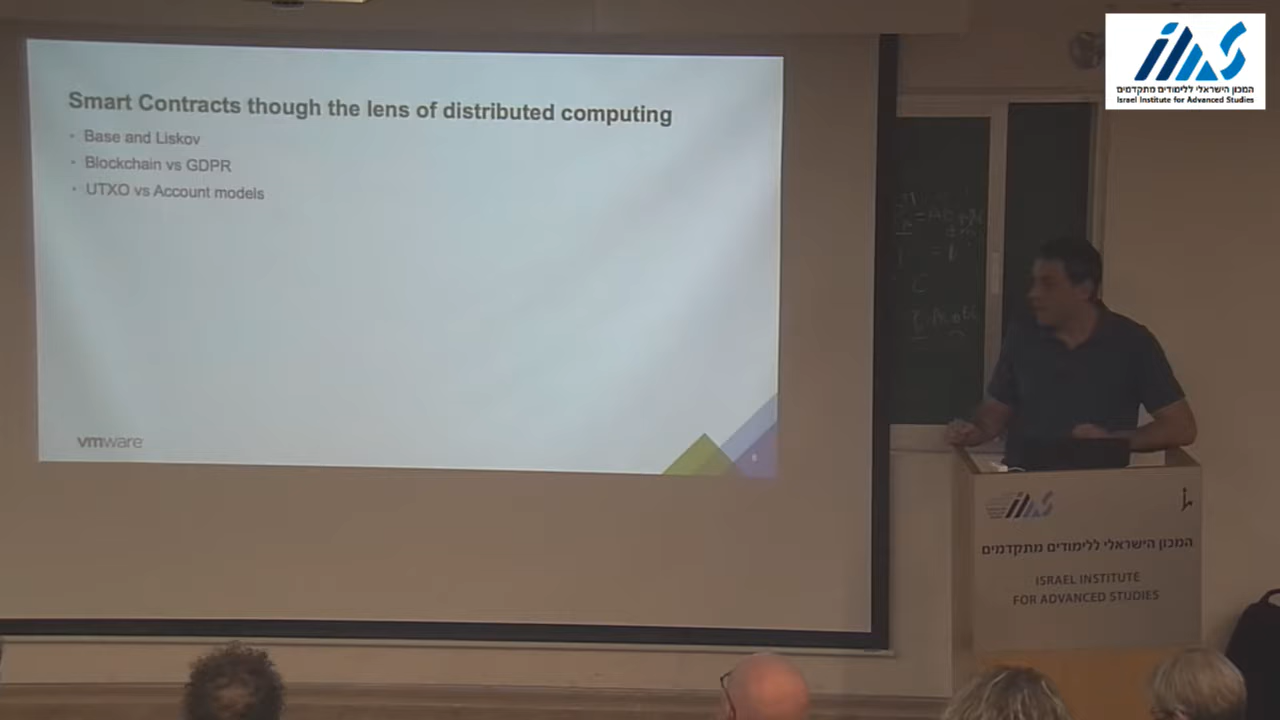 Smart Contracts though the lens of distributed computing
• Base and Liskov
• Blockchain vs GDPR
• UTXO vs Account models
vmware
6
המכון הישראלי ללימודים מתקדמים
Israel Institute for Advanced Studies
המכון הישראלי ללימודים מתקדמים
ISRAEL INSTITUTE
FOR ADVANCED STUDIES